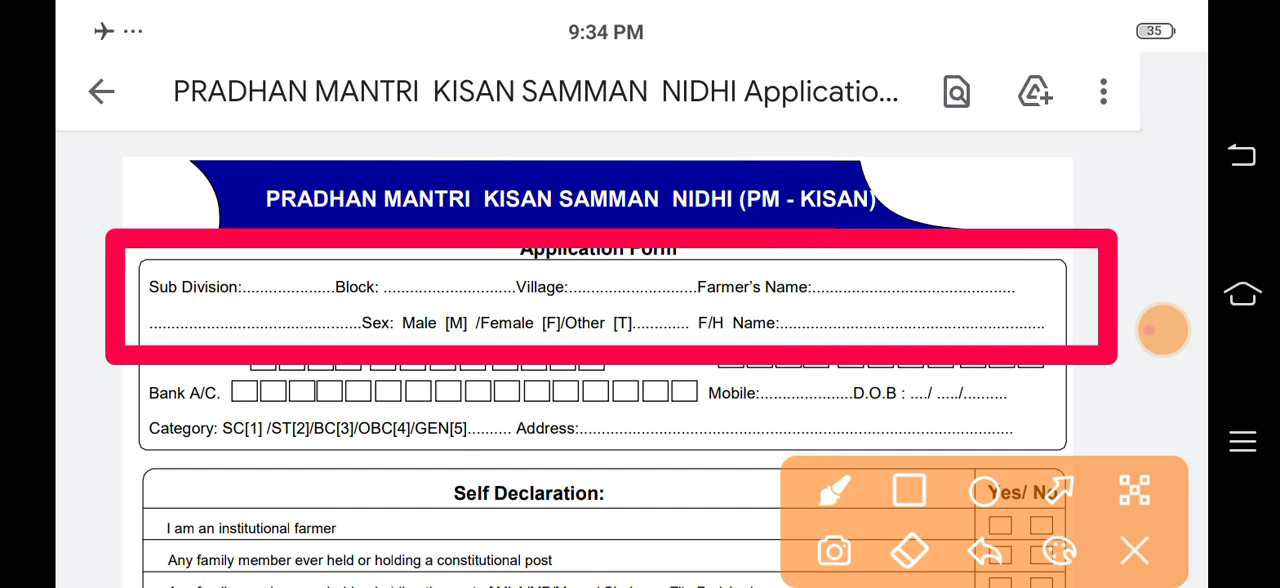 9:34 PM
35
PRADHAN MANTRI KISAN SAMMAN NIDHI Applicatio...
PRADHAN MANTRI KISAN SAMMAN NIDHI (PM - KISAN)
Application Form
Sub Division:.....................Block: ..............................Village:.............................Farmer's Name:...............................................
.................................................Sex: Male [M] /Female [F]/Other [T]............. F/H Name:.............................................................
Bank A/C. Mobile:.....................D.O.B : ..../ ...../..........
Category: SC[1] /ST[2]/BC[3]/OBC[4]/GEN[5].......... Address:....................................................................................................
Self Declaration: Yes/ No
I am an institutional farmer
Any family member ever held or holding a constitutional post